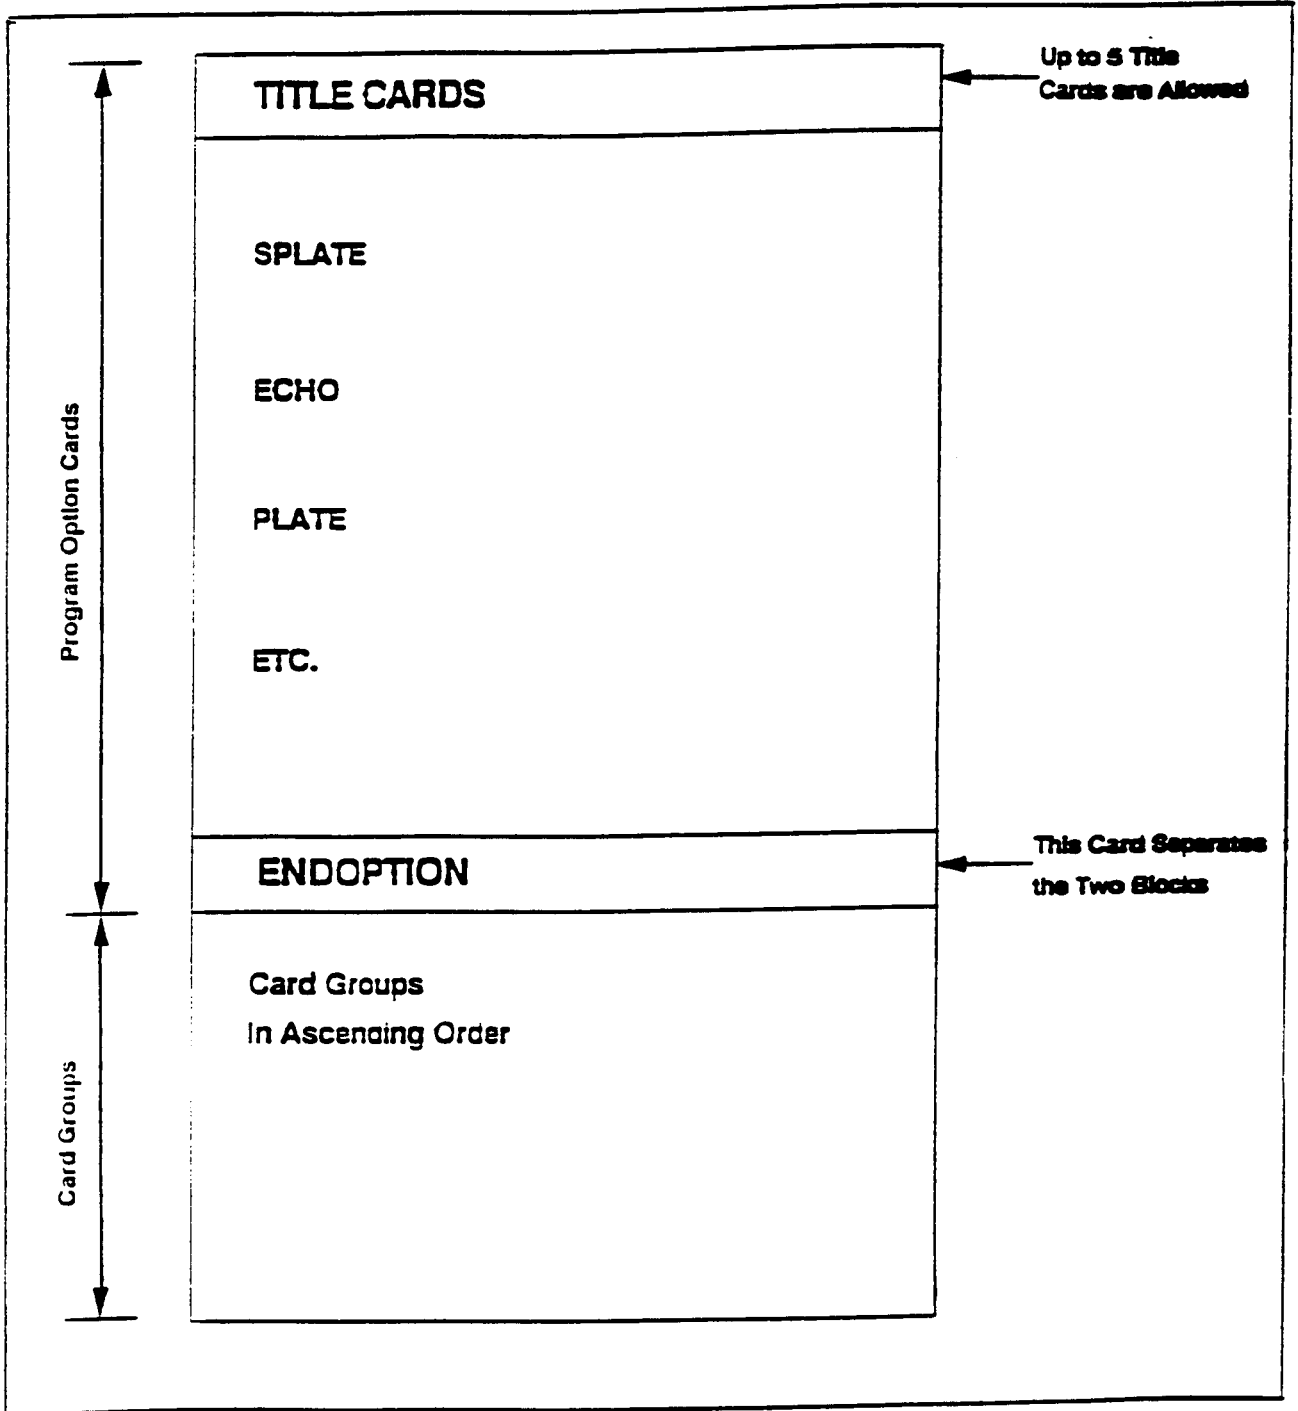 Up to 5 Title
Cards are Allowed
TITLE CARDS
SPLATE
ECHO
PLATE
ETC.
Program Option Cards
ENDOPTION
This Card Separates
the Two Blocks
Card Groups
In Ascending Order
Card Groups